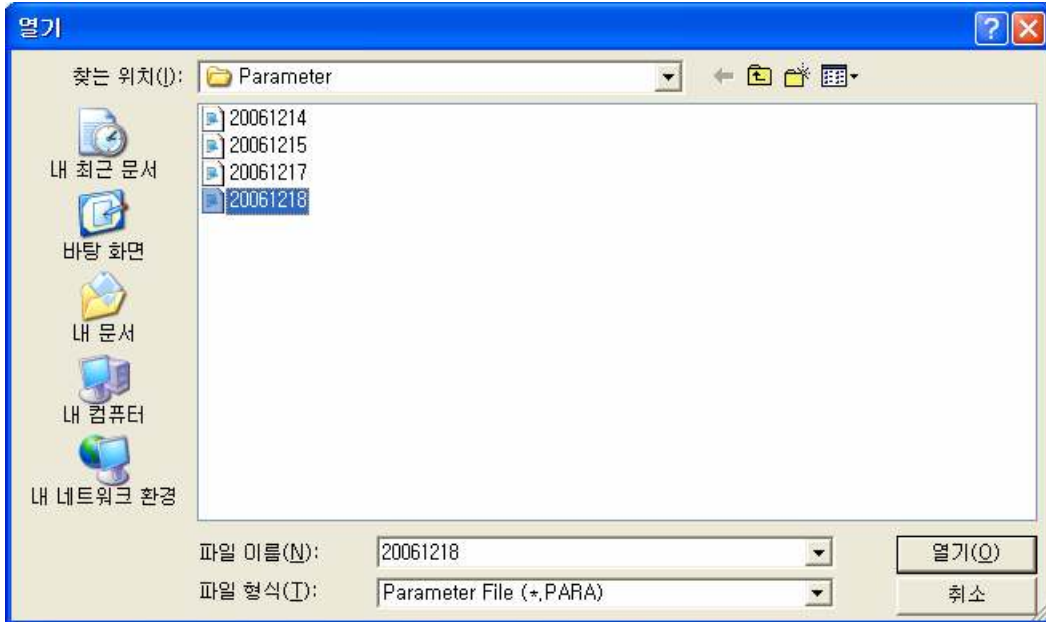 열기
찾는 위치(I): Parameter
20061214
20061215
20061217
20061218
내 최근 문서
바탕 화면
내 문서
내 컴퓨터
내 네트워크 환경
파일 이름(N): 20061218 열기(O)
파일 형식(T): Parameter File (*.PARA) 취소